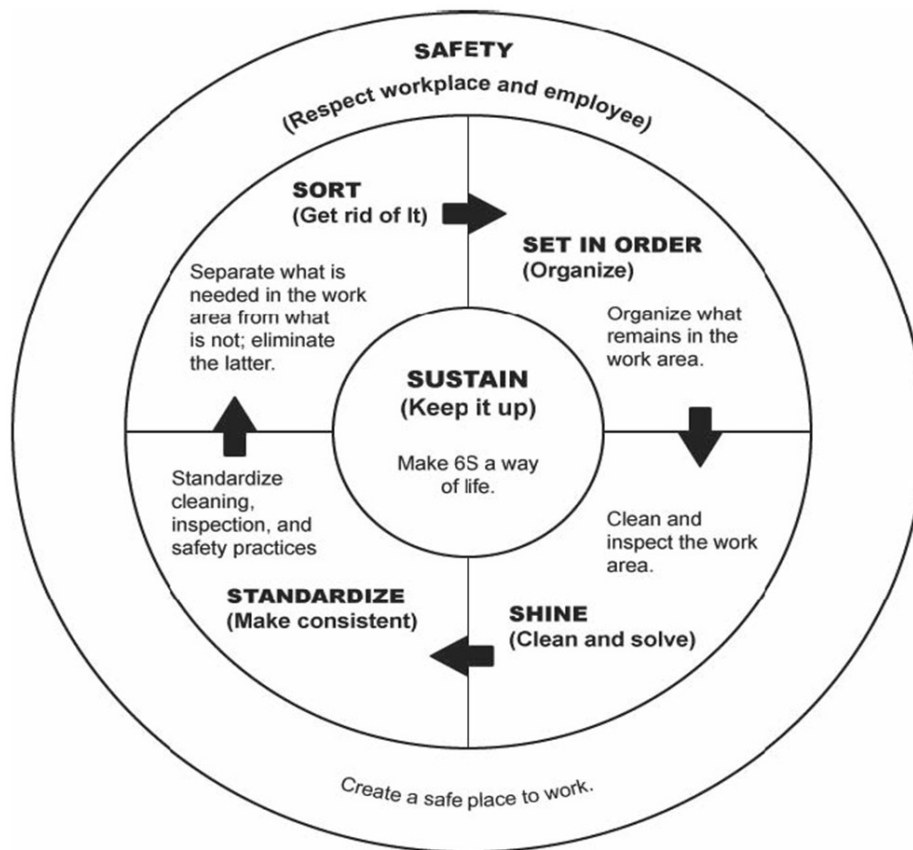 SAFETY
(Respect workplace and employee)
SORT
(Get rid of It)
Separate what is
needed in the work
area from what
is not; eliminate
the latter.
SET IN ORDER
(Organize)
Organize what
remains in the
work area.
SUSTAIN
(Keep it up)
Make 6S a way
of life.
Clean and
inspect the work
area.
SHINE
(Clean and solve)
Standardize
cleaning,
inspection, and
safety practices
STANDARDIZE
(Make consistent)
Create a safe place to work.